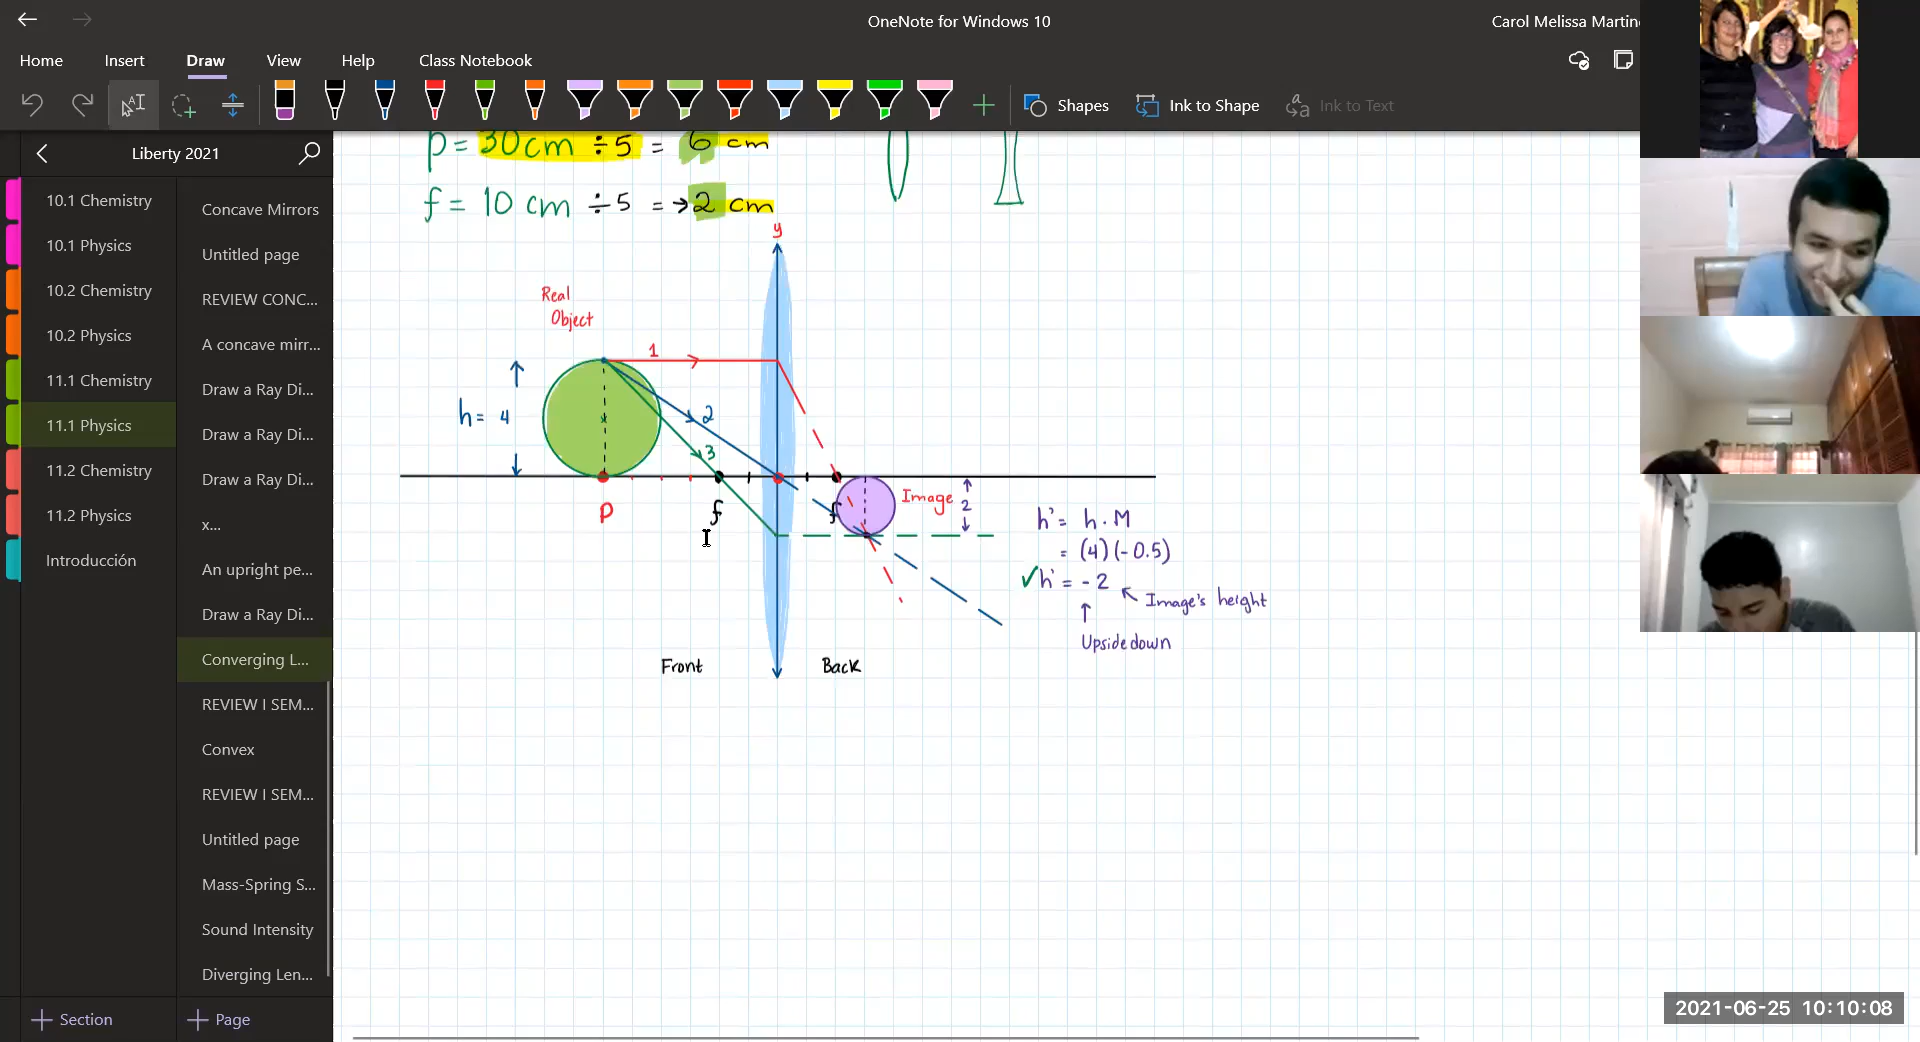 OneNote for Windows 10
Carol Melissa Martin
Home
Insert
Draw
View
Help
Class Notebook
Shapes
Ink to Shape
Ink to Text
Liberty 2021
10.1 Chemistry
10.1 Physics
10.2 Chemistry
10.2 Physics
11.1 Chemistry
11.1 Physics
11.2 Chemistry
11.2 Physics
Introducción
Section
Concave Mirrors
Untitled page
REVIEW CONC...
A concave mirr...
Draw a Ray Di...
Draw a Ray Di...
Draw a Ray Di...
x...
An upright pe...
Draw a Ray Di...
Converging L...
REVIEW I SEM...
Convex
REVIEW I SEM...
Untitled page
Mass-Spring S...
Sound Intensity
Diverging Len...
Page
p = 30 cm ÷ 5 = 6 cm
f = 10 cm ÷ 5 = → 2 cm
y
Real
Object
1
h = 4
2
3
p
f
f
Image
2
h' = h · M
= (4)(-0.5)
✓h' = - 2
Image's height
Upside down
Front
Back
2021-06-25 10:10:08